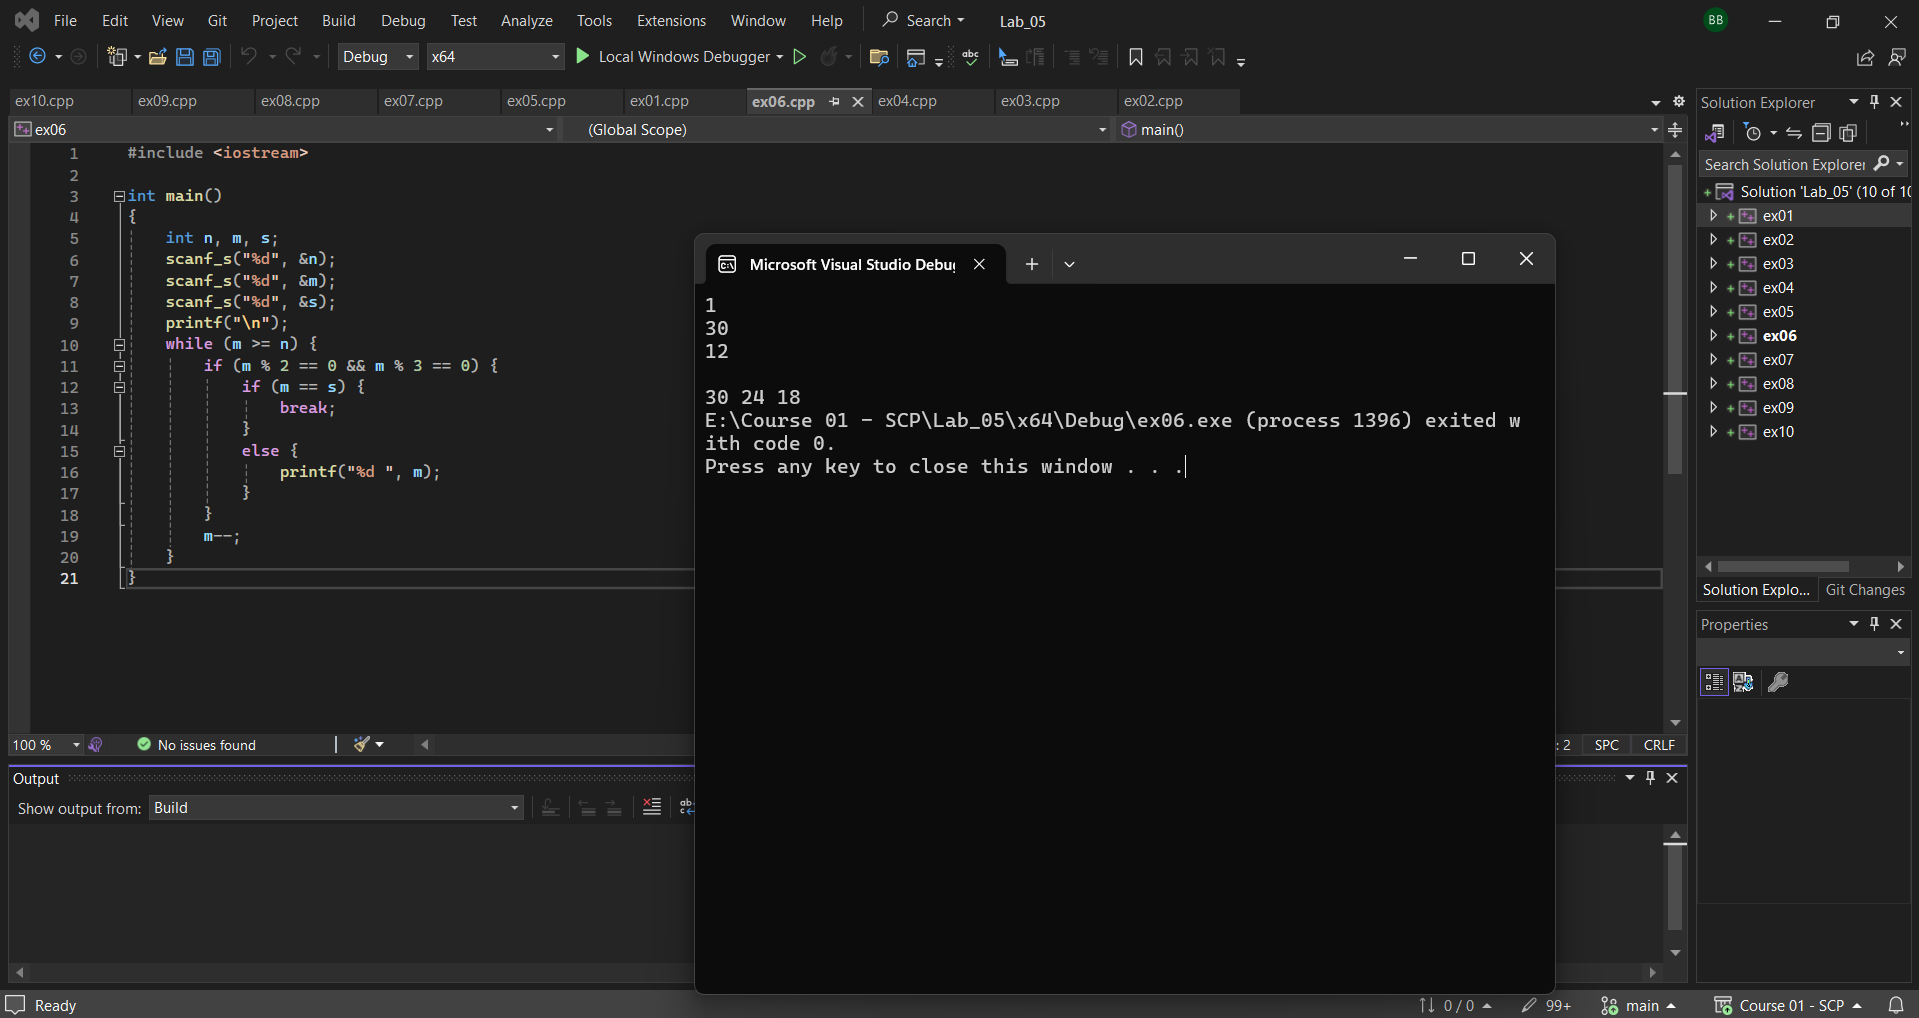 File Edit View Git Project Build Debug Test Analyze Tools Extensions Window Help Search Lab_05 BB
Debug x64 Local Windows Debugger
ex10.cpp ex09.cpp ex08.cpp ex07.cpp ex05.cpp ex01.cpp ex06.cpp ex04.cpp ex03.cpp ex02.cpp
ex06 (Global Scope) main()
1 #include <iostream>
2
3 int main()
4 {
5 int n, m, s;
6 scanf_s("%d", &n);
7 scanf_s("%d", &m);
8 scanf_s("%d", &s);
9 printf("\n");
10 while (m >= n) {
11 if (m % 2 == 0 && m % 3 == 0) {
12 if (m == s) {
13 break;
14 }
15 else {
16 printf("%d ", m);
17 }
18 }
19 m--;
20 }
21 }
Microsoft Visual Studio Debug
1
30
12
30 24 18
E:\Course 01 - SCP\Lab_05\x64\Debug\ex06.exe (process 1396) exited w
ith code 0.
Press any key to close this window . . .
100 % No issues found : 2 SPC CRLF
Output
Show output from: Build
Solution Explorer
Search Solution Explorer
Solution 'Lab_05' (10 of 10
ex01
ex02
ex03
ex04
ex05
ex06
ex07
ex08
ex09
ex10
Solution Explo... Git Changes
Properties
Ready 0 / 0 99+ main Course 01 - SCP